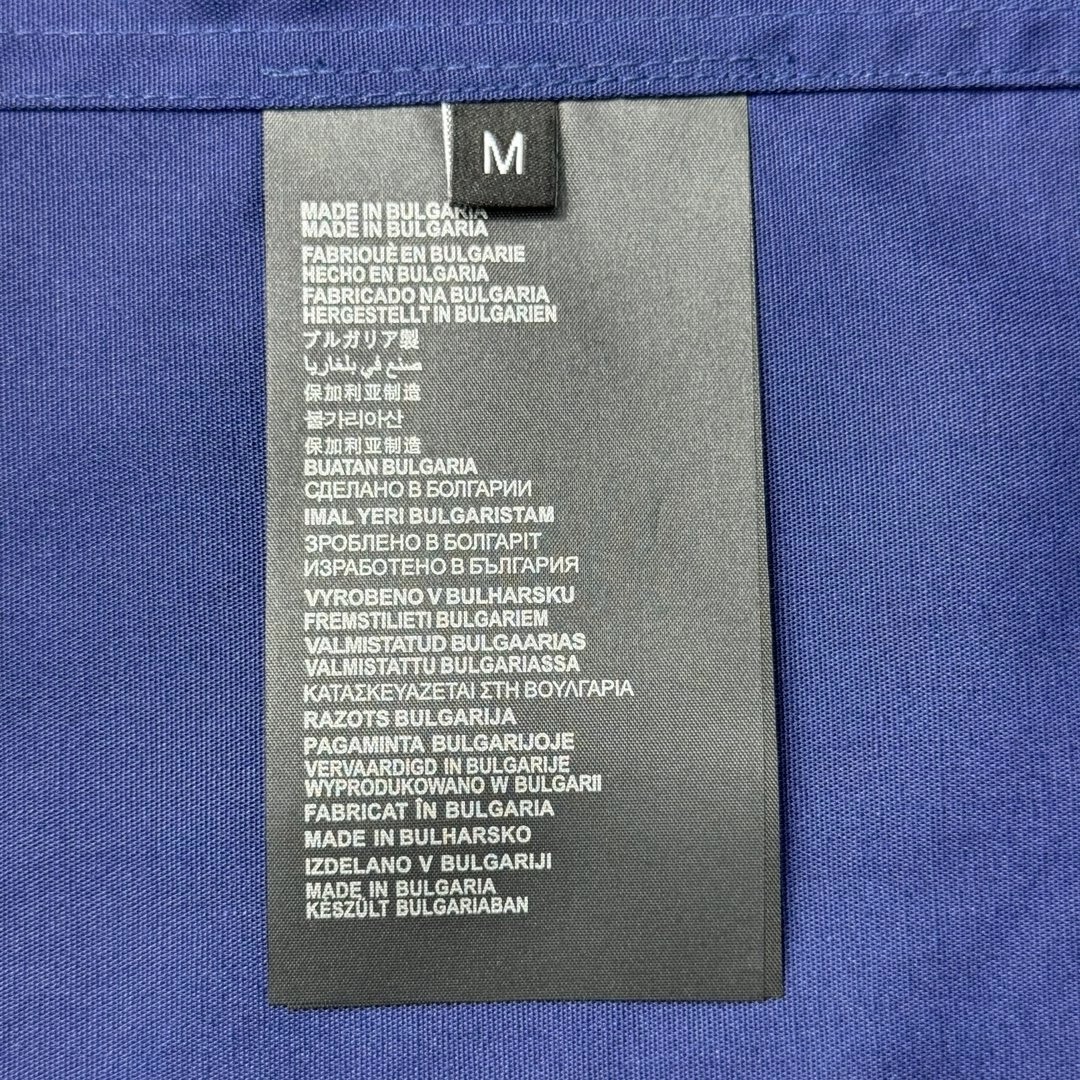 M
MADE IN BULGARIA
MADE IN BULGARIA
FABRIOUÈ EN BULGARIE
HECHO EN BULGARIA
FABRICADO NA BULGARIA
HERGESTELLT IN BULGARIEN
ブルガリア製
صنع في بلغاريا
保加利亚制造
불가리아산
保加利亚制造
BUATAN BULGARIA
СДЕЛАНО В БОЛГАРИИ
IMAL YERI BULGARISTAM
ЗРОБЛЕНО В БОЛГАРІТ
ИЗРАБОТЕНО В БЪЛГАРИЯ
VYROBENO V BULHARSKU
FREMSTILIETI BULGARIEM
VALMISTATUD BULGAARIAS
VALMISTATTU BULGARIASSA
ΚΑΤΑΣΚΕΥΑΖΕΤΑΙ ΣΤΗ ΒΟΥΛΓΑΡΙΑ
RAZOTS BULGARIJA
PAGAMINTA BULGARIJOJE
VERVAARDIGD IN BULGARIJE
WYPRODUKOWANO W BULGARII
FABRICAT ÎN BULGARIA
MADE IN BULHARSKO
IZDELANO V BULGARIJI
MADE IN BULGARIA
KÉSZÜLT BULGARIABAN